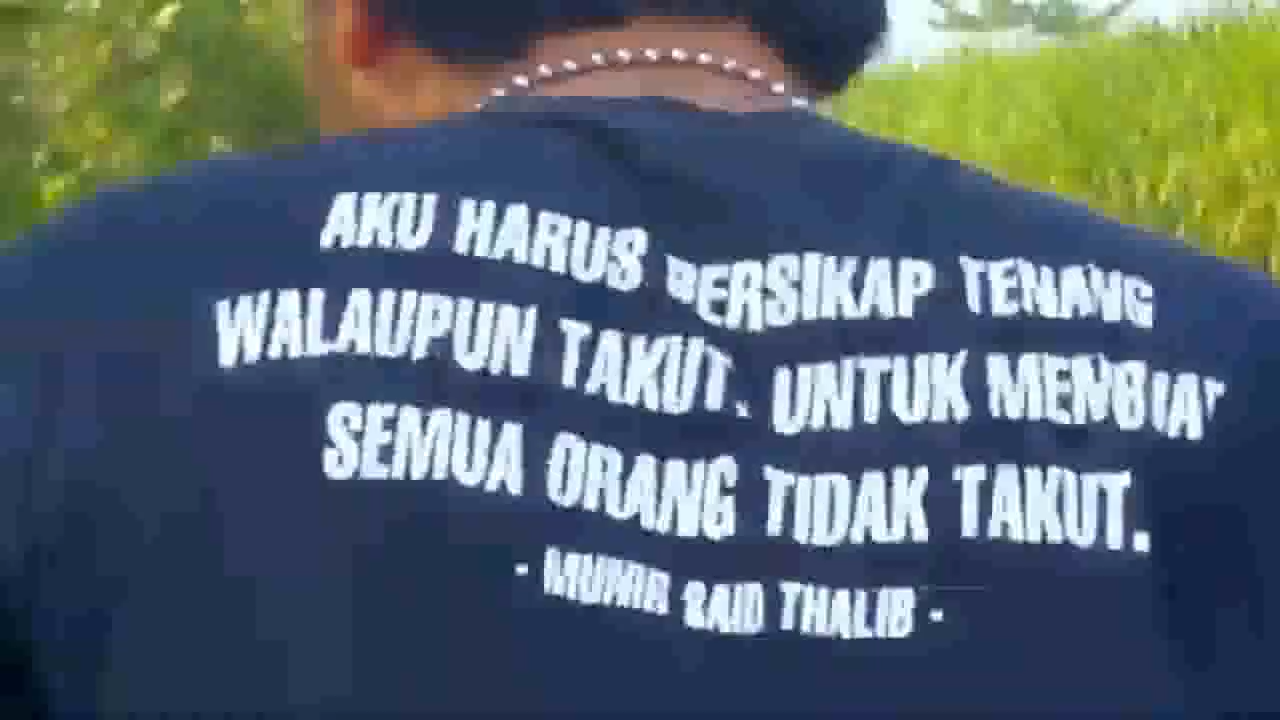 AKU HARUS BERSIKAP TENANG
WALAUPUN TAKUT. UNTUK MEMBUAT
SEMUA ORANG TIDAK TAKUT.
- MUNIR SAID THALIB -